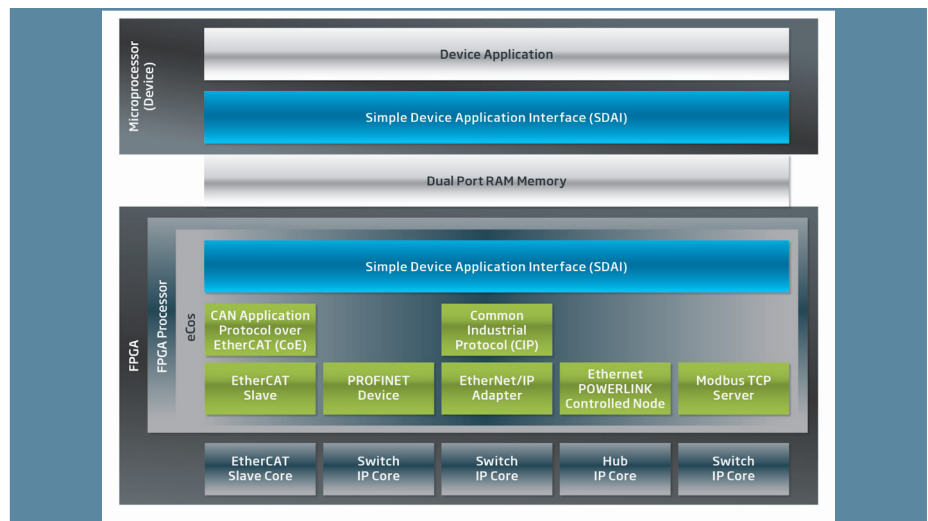 Microprocessor
(Device)
Device Application
Simple Device Application Interface (SDAI)
Dual Port RAM Memory
FPGA
FPGA Processor
eCos
Simple Device Application Interface (SDAI)
CAN Application
Protocol over
EtherCAT (CoE)
Common
Industrial
Protocol (CIP)
EtherCAT
Slave
PROFINET
Device
EtherNet/IP
Adapter
Ethernet
POWERLINK
Controlled Node
Modbus TCP
Server
EtherCAT
Slave Core
Switch
IP Core
Switch
IP Core
Hub
IP Core
Switch
IP Core